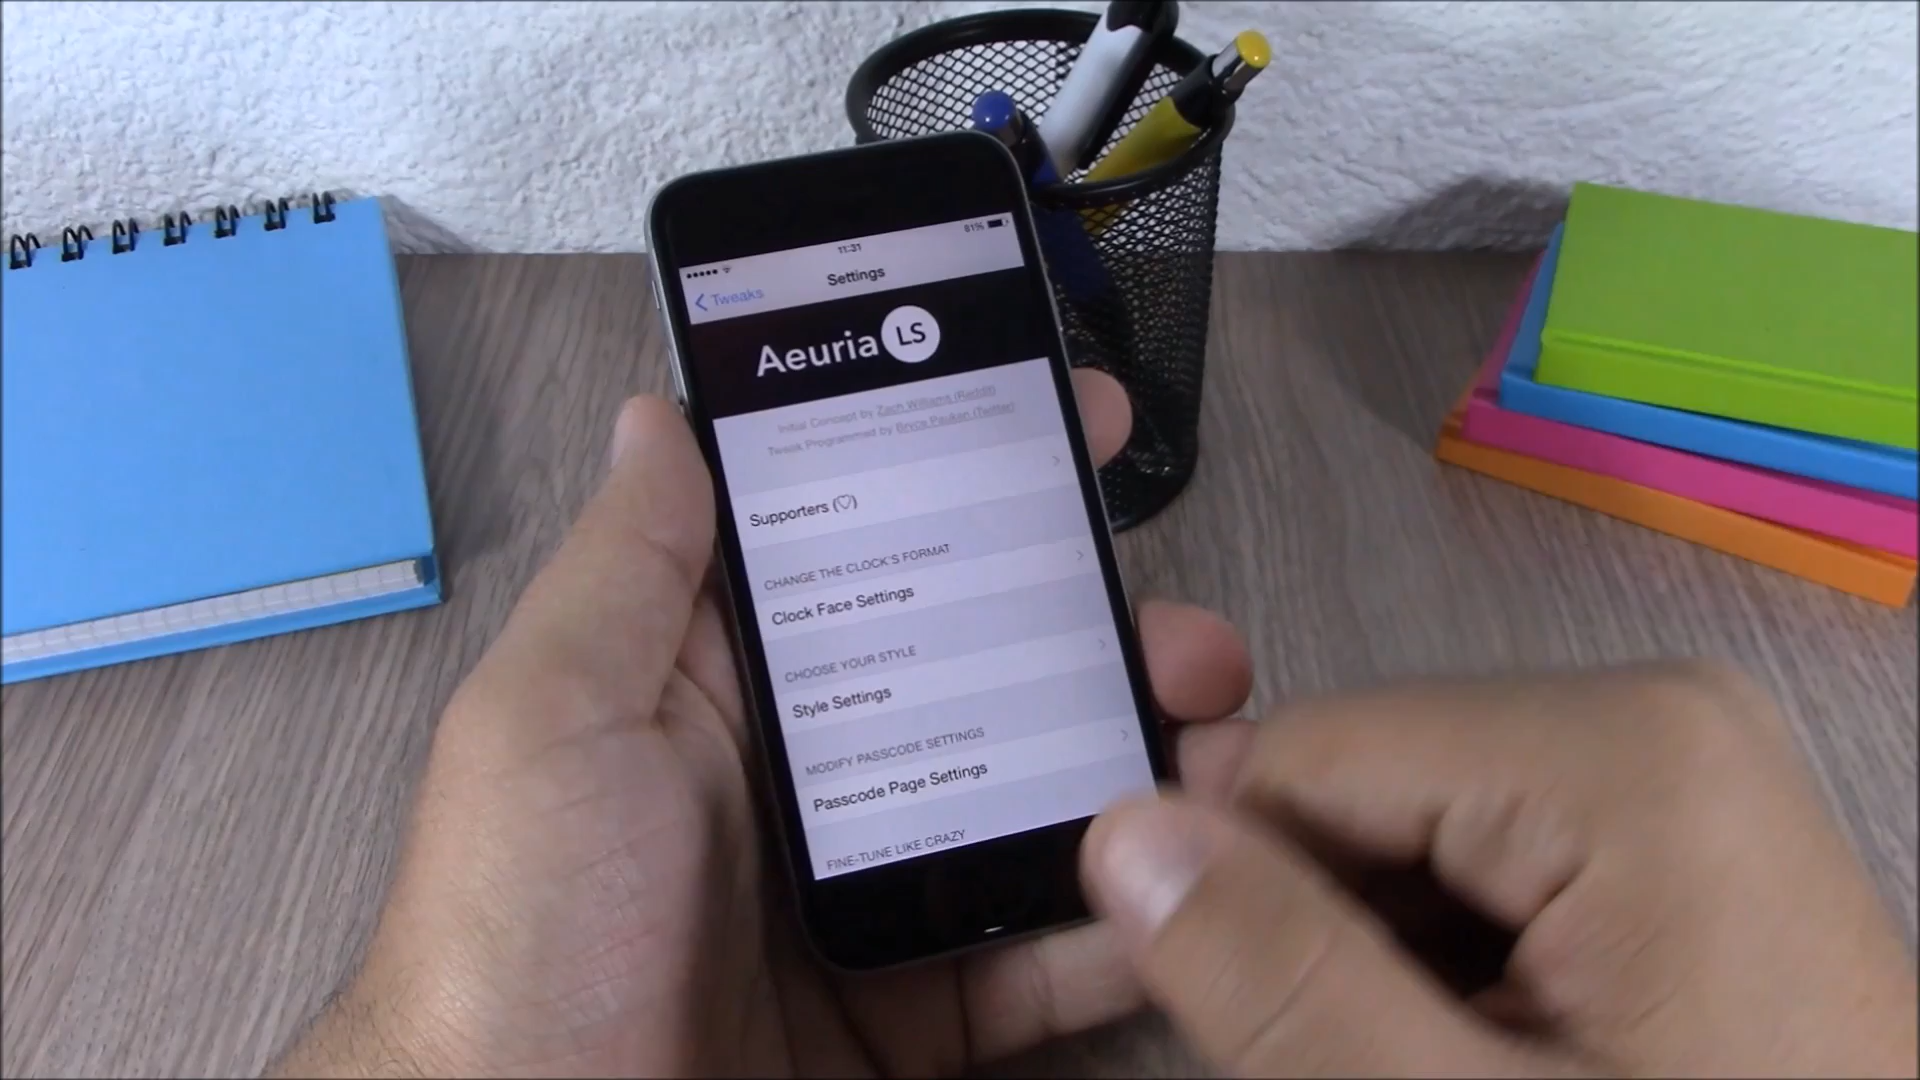 11:31
81%
Tweaks
Settings
Aeuria LS
Initial Concept by Zach Williams (Reddit)
Tweak Programmed by Bryce Pauken (Twitter)
Supporters (♡)
CHANGE THE CLOCK'S FORMAT
Clock Face Settings
CHOOSE YOUR STYLE
Style Settings
MODIFY PASSCODE SETTINGS
Passcode Page Settings
FINE-TUNE LIKE CRAZY